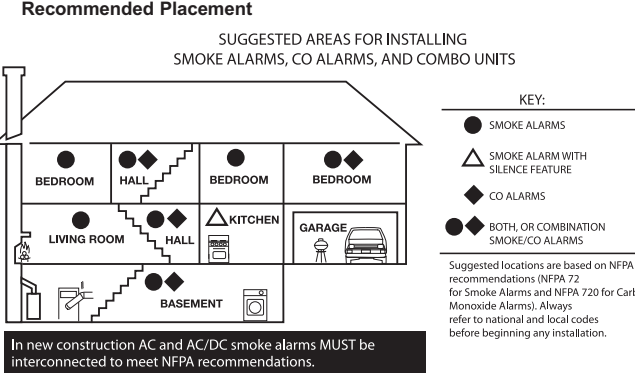 Recommended Placement
SUGGESTED AREAS FOR INSTALLING
SMOKE ALARMS, CO ALARMS, AND COMBO UNITS
BEDROOM
HALL
BEDROOM
BEDROOM
LIVING ROOM
HALL
KITCHEN
GARAGE
BASEMENT
In new construction AC and AC/DC smoke alarms MUST be
interconnected to meet NFPA recommendations.
KEY:
SMOKE ALARMS
SMOKE ALARM WITH
SILENCE FEATURE
CO ALARMS
BOTH, OR COMBINATION
SMOKE/CO ALARMS
Suggested locations are based on NFPA
recommendations (NFPA 72
for Smoke Alarms and NFPA 720 for
Monoxide Alarms). Always
refer to national and local codes
before beginning any installation.